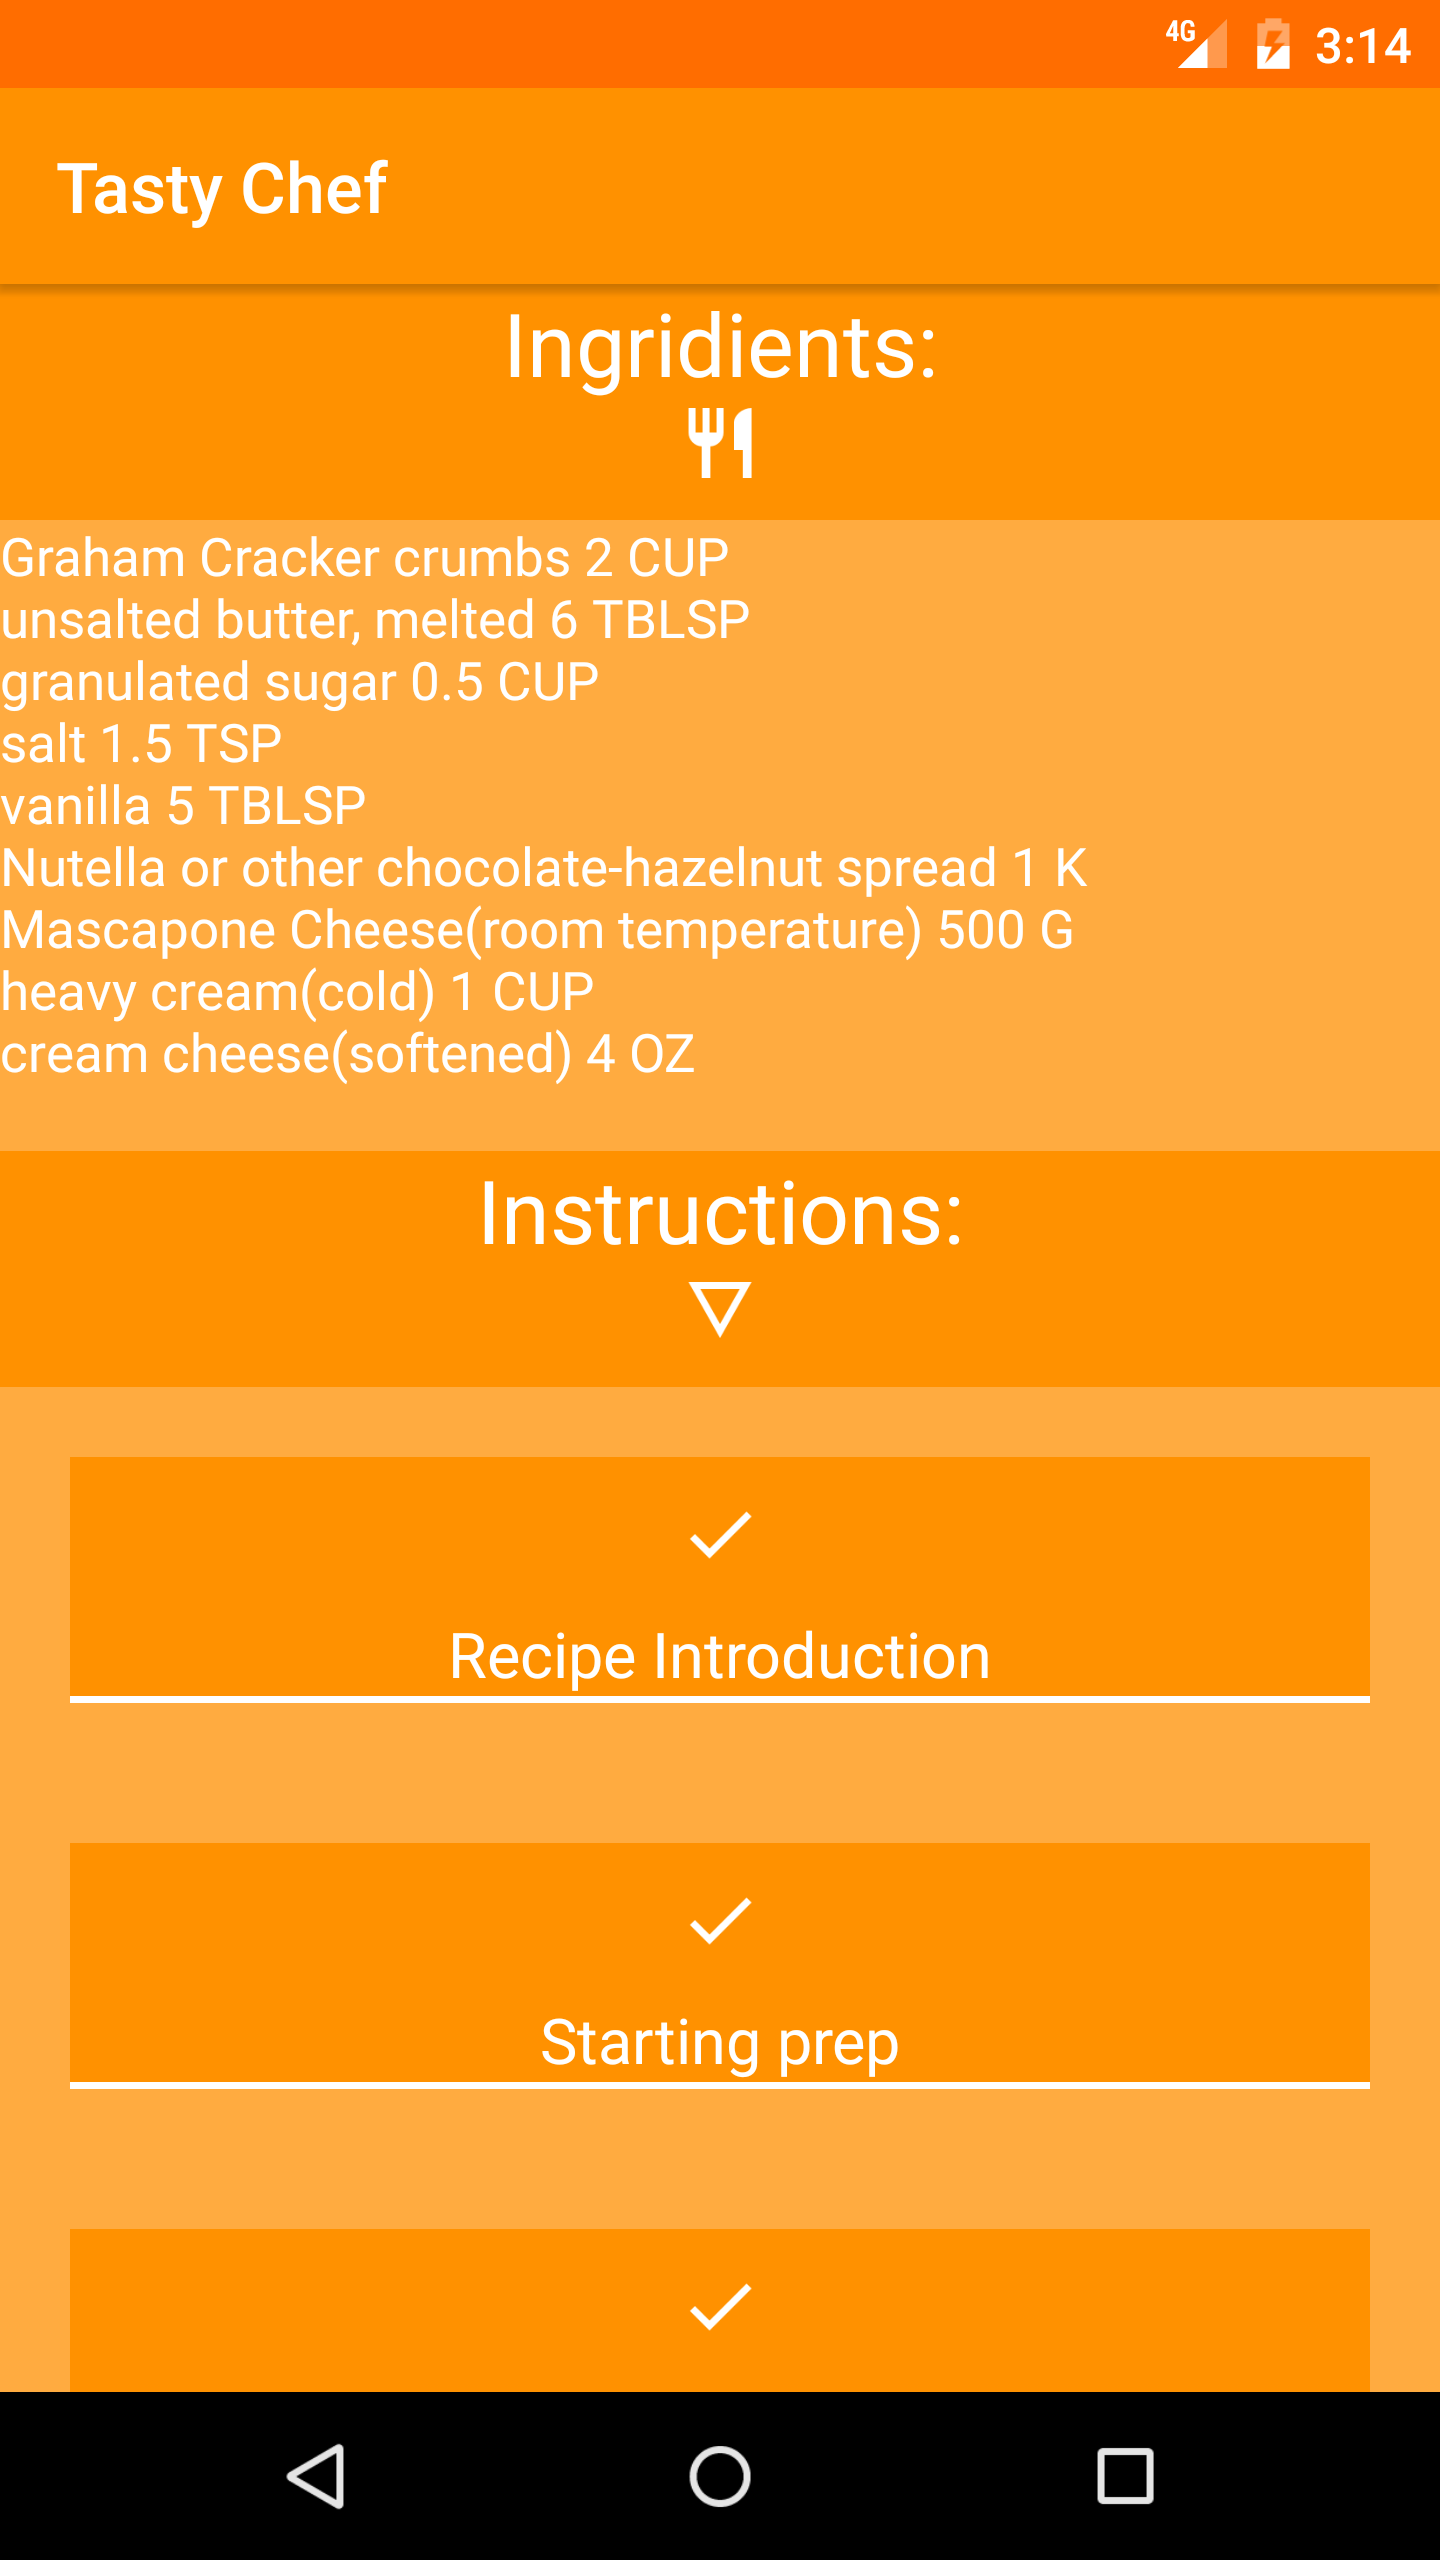 4G 3:14
Tasty Chef
Ingridients:
Graham Cracker crumbs 2 CUP
unsalted butter, melted 6 TBLSP
granulated sugar 0.5 CUP
salt 1.5 TSP
vanilla 5 TBLSP
Nutella or other chocolate-hazelnut spread 1 K
Mascapone Cheese(room temperature) 500 G
heavy cream(cold) 1 CUP
cream cheese(softened) 4 OZ
Instructions:
Recipe Introduction
Starting prep